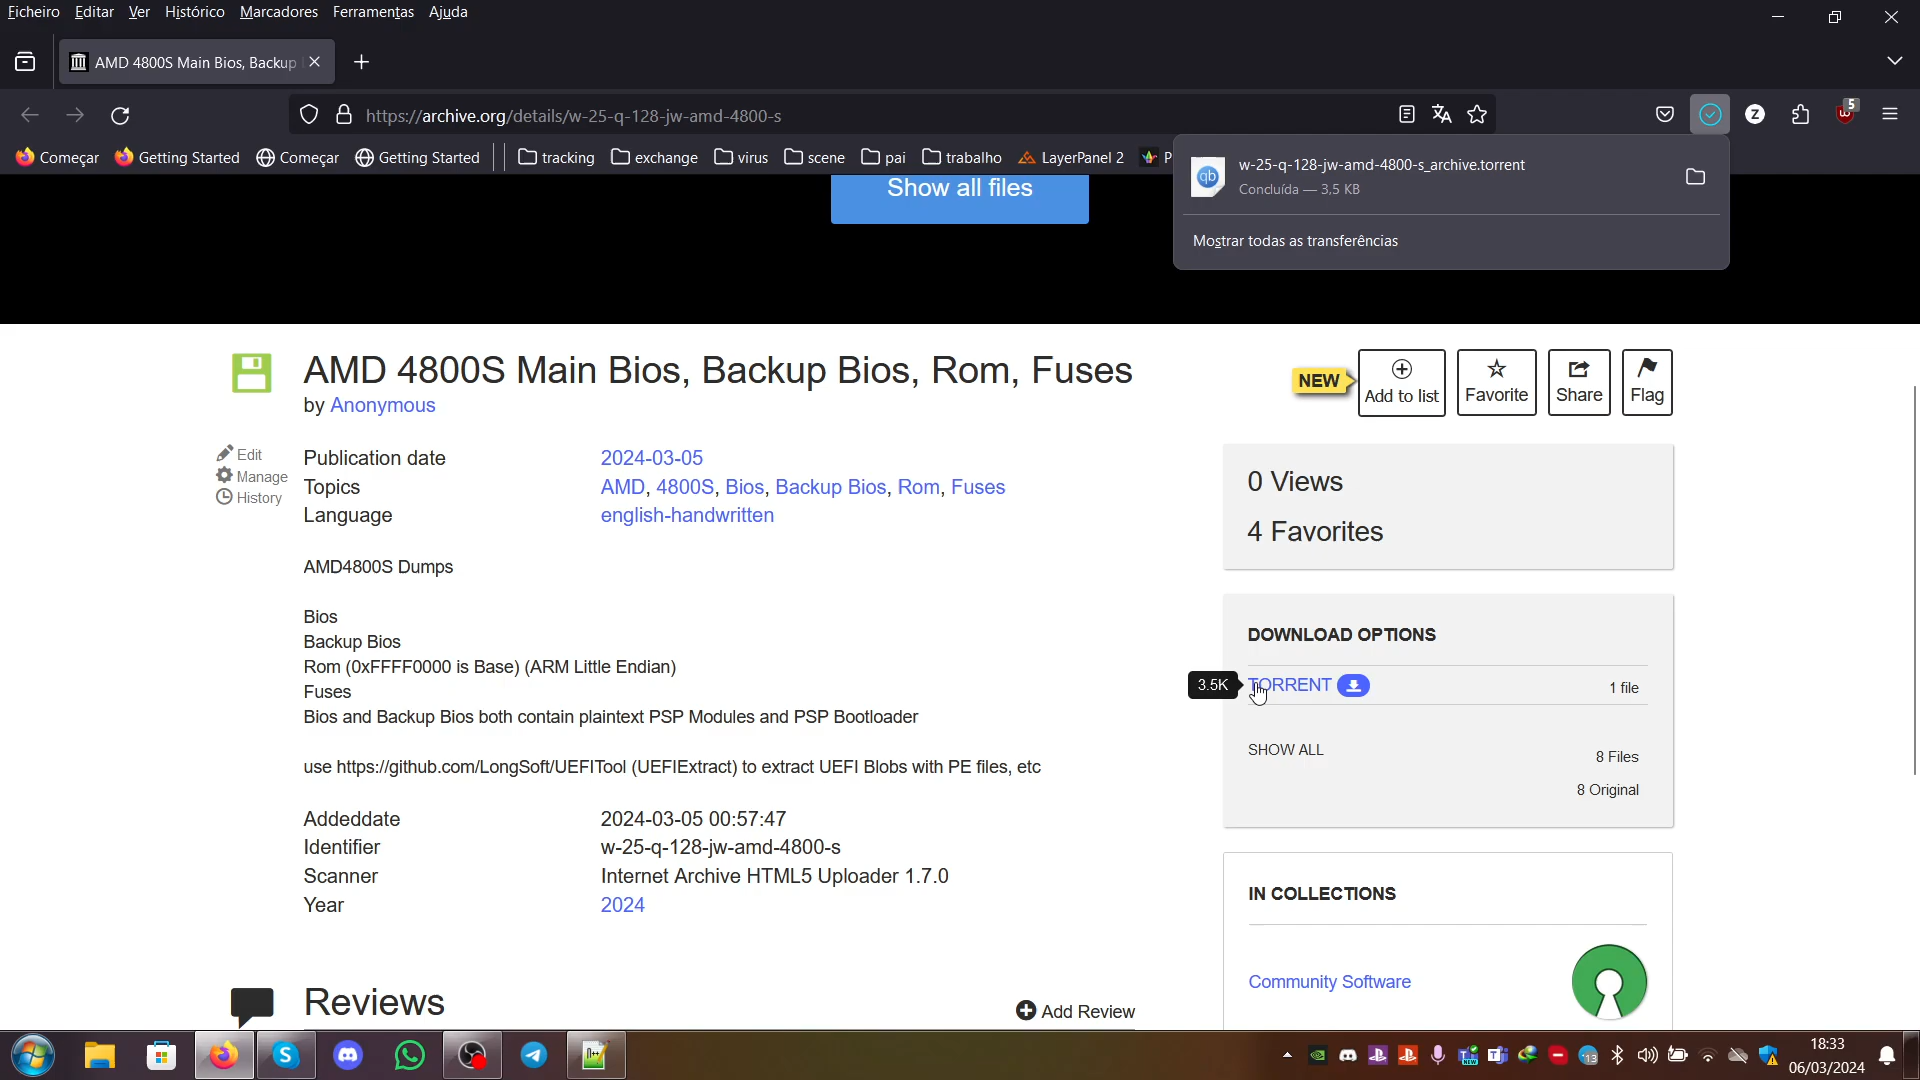 Ficheiro Editar Ver Histórico Marcadores Ferramentas Ajuda
AMD 4800S Main Bios, Backup
https://archive.org/details/w-25-q-128-jw-amd-4800-s
Z
5
Começar Getting Started Começar Getting Started tracking exchange virus scene pai trabalho LayerPanel 2 P
qb
w-25-q-128-jw-amd-4800-s_archive.torrent
Concluída — 3,5 KB
Mostrar todas as transferências
Show all files
AMD 4800S Main Bios, Backup Bios, Rom, Fuses
by Anonymous
NEW
Add to list
Favorite
Share
Flag
Edit
Manage
History
Publication date 2024-03-05
Topics AMD, 4800S, Bios, Backup Bios, Rom, Fuses
Language english-handwritten
AMD4800S Dumps
Bios
Backup Bios
Rom (0xFFFF0000 is Base) (ARM Little Endian)
Fuses
Bios and Backup Bios both contain plaintext PSP Modules and PSP Bootloader
use https://github.com/LongSoft/UEFITool (UEFIExtract) to extract UEFI Blobs with PE files, etc
Addeddate 2024-03-05 00:57:47
Identifier w-25-q-128-jw-amd-4800-s
Scanner Internet Archive HTML5 Uploader 1.7.0
Year 2024
Reviews
Add Review
0 Views
4 Favorites
DOWNLOAD OPTIONS
3.5K
TORRENT 1 file
SHOW ALL 8 Files
8 Original
IN COLLECTIONS
Community Software
18:33
06/03/2024